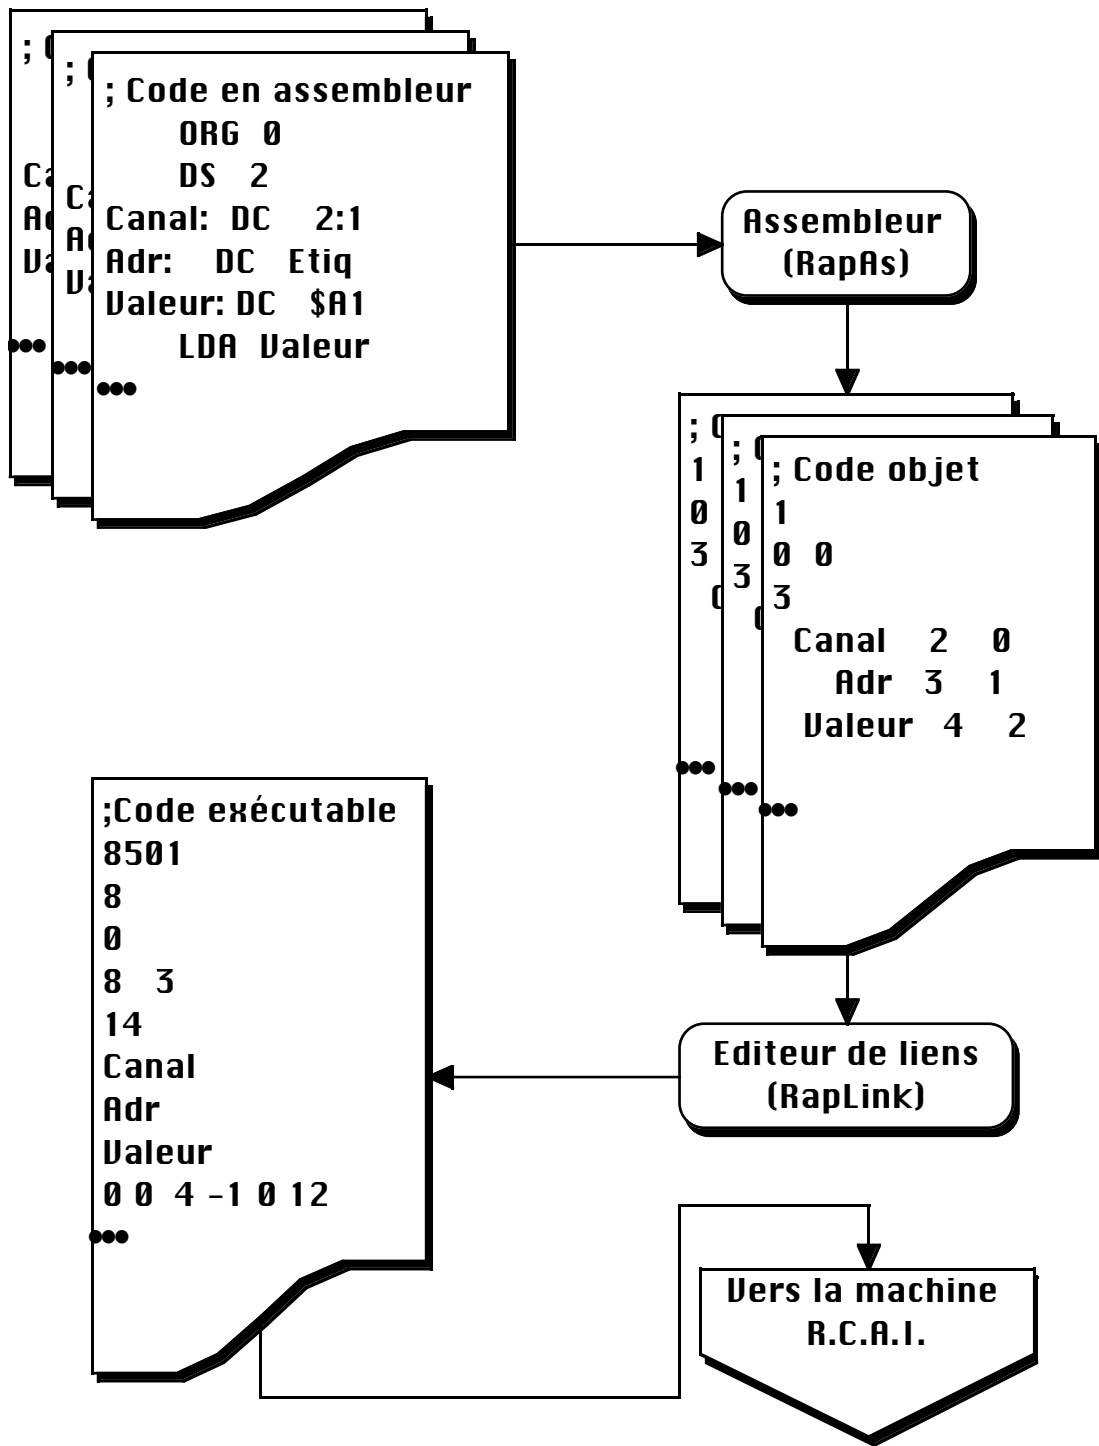 ; Code en assembleur
ORG 0
DS 2
Canal: DC 2:1
Adr: DC Etiq
Valeur: DC $A1
LDA Valeur
•••
Assembleur
(RapAs)
; Code objet
1
0 0
3
Canal 2 0
Adr 3 1
Valeur 4 2
•••
Editeur de liens
(RapLink)
;Code exécutable
8501
8
0
8 3
14
Canal
Adr
Valeur
0 0 4 -1 0 12
•••
Vers la machine
R.C.A.I.